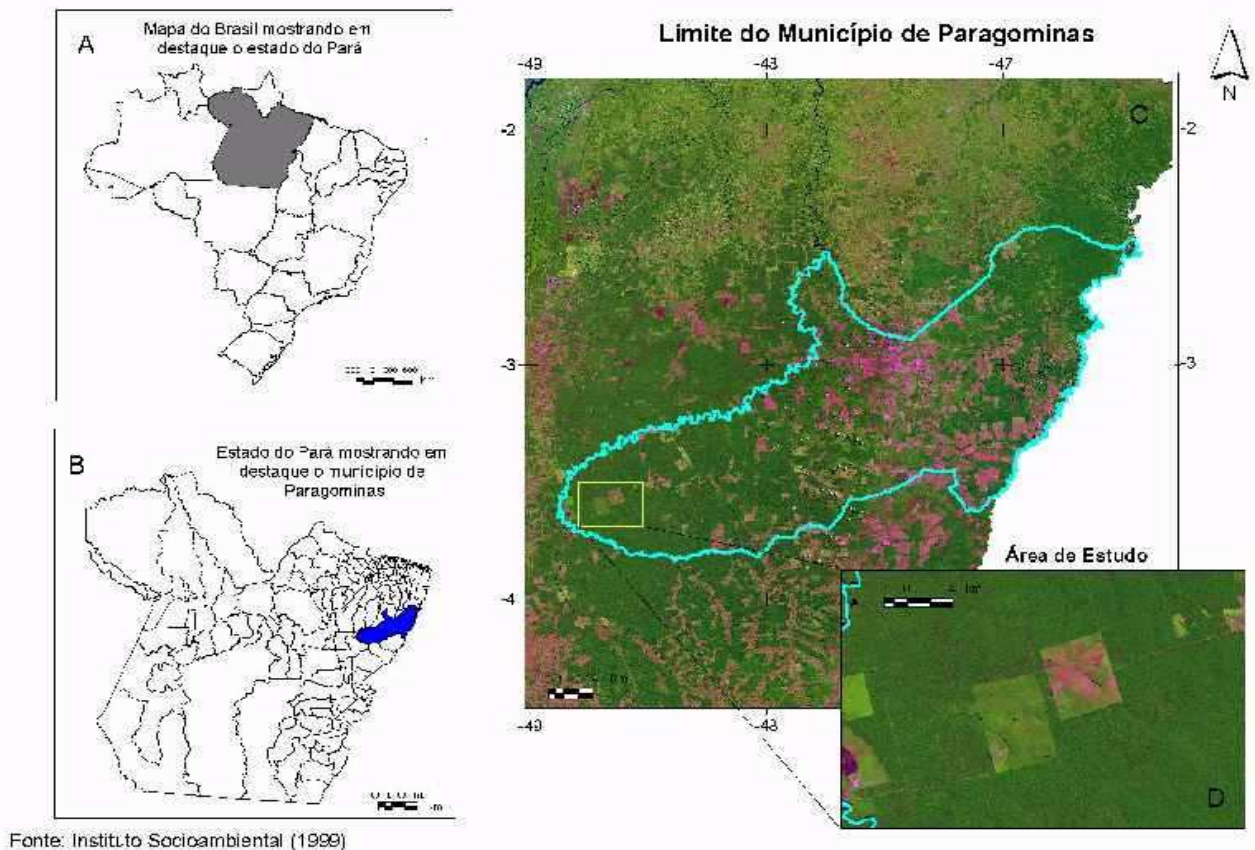 A
Mapa do Brasil mostrando em
destaque o estado do Pará
B
Estado do Pará mostrando em
destaque o município de
Paragominas
Limite do Município de Paragominas
-49
-43
-47
N
C
-2
-2
-3
-3
-4
-49
-43
-47
Área de Estudo
D
Fonte: Instituto Socioambiental (1999)